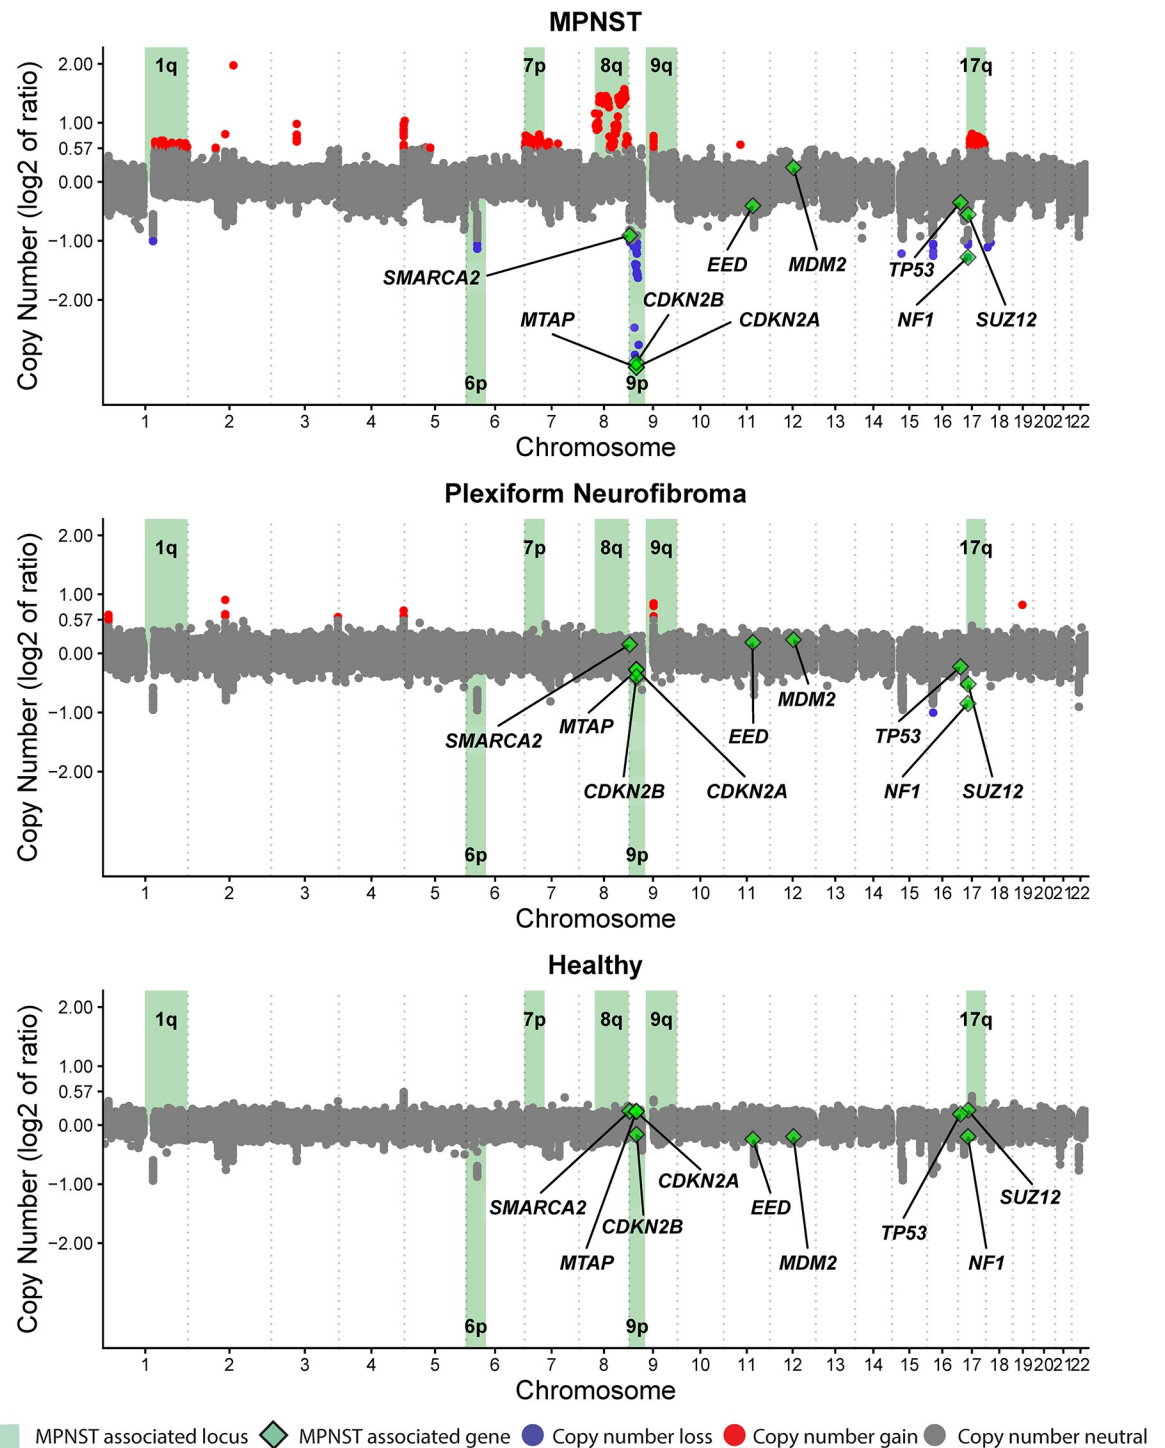 MPNST
Copy Number (log2 of ratio)
2.00
1.00
0.57
0.00
−1.00
−2.00
1q
7p
8q
9q
17q
SMARCA2
EED
MDM2
TP53
MTAP
CDKN2B
CDKN2A
NF1
SUZ12
6p
9p
1 2 3 4 5 6 7 8 9 10 11 12 13 14 15 16 17 18 19 20 21 22
Chromosome
Plexiform Neurofibroma
Copy Number (log2 of ratio)
2.00
1.00
0.57
0.00
−1.00
−2.00
1q
7p
8q
9q
17q
SMARCA2
MTAP
EED
MDM2
TP53
CDKN2B
CDKN2A
NF1
SUZ12
6p
9p
1 2 3 4 5 6 7 8 9 10 11 12 13 14 15 16 17 18 19 20 21 22
Chromosome
Healthy
Copy Number (log2 of ratio)
2.00
1.00
0.57
0.00
−1.00
−2.00
1q
7p
8q
9q
17q
SMARCA2
CDKN2A
CDKN2B
MTAP
EED
MDM2
TP53
SUZ12
NF1
6p
9p
1 2 3 4 5 6 7 8 9 10 11 12 13 14 15 16 17 18 19 20 21 22
Chromosome
MPNST associated locus
MPNST associated gene
Copy number loss
Copy number gain
Copy number neutral